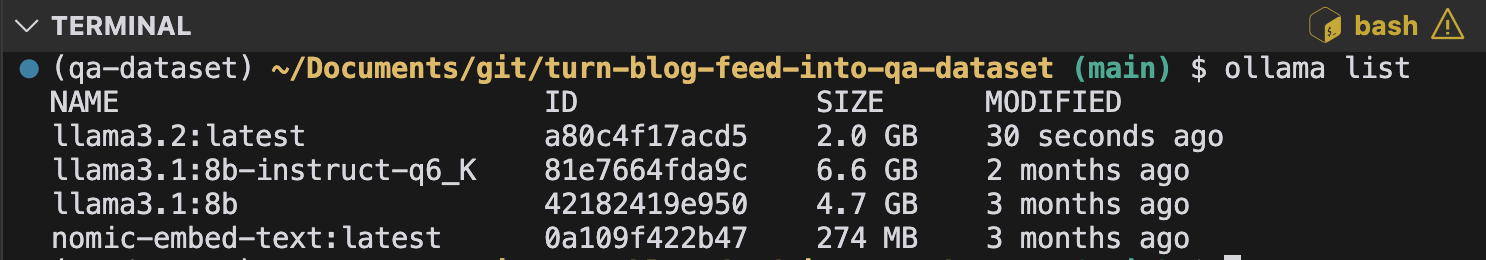 TERMINAL
bash
(qa-dataset) ~/Documents/git/turn-blog-feed-into-qa-dataset (main) $ ollama list
NAME ID SIZE MODIFIED
llama3.2:latest a80c4f17acd5 2.0 GB 30 seconds ago
llama3.1:8b-instruct-q6_K 81e7664fda9c 6.6 GB 2 months ago
llama3.1:8b 42182419e950 4.7 GB 3 months ago
nomic-embed-text:latest 0a109f422b47 274 MB 3 months ago